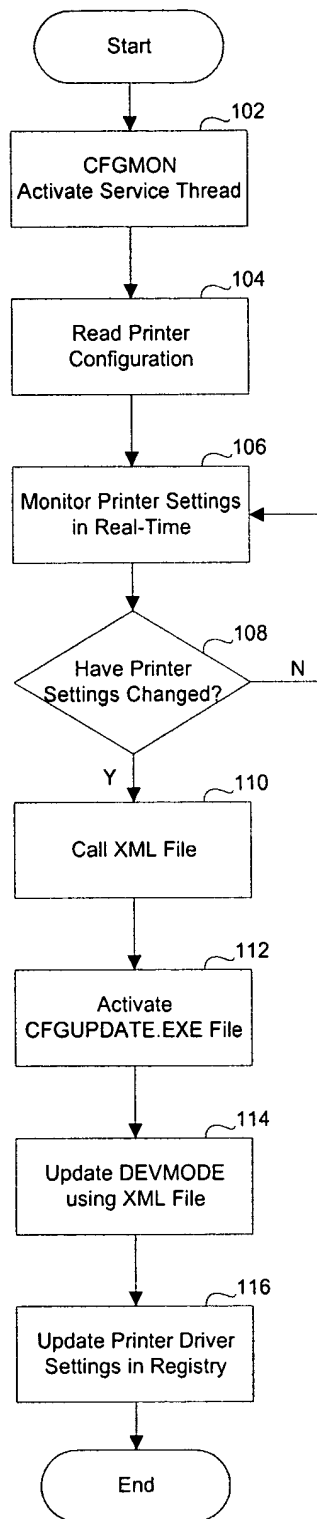 Start
102
CFGMON
Activate Service Thread
104
Read Printer
Configuration
106
Monitor Printer Settings
in Real-Time
108
Have Printer
Settings Changed?
N
Y
110
Call XML File
112
Activate
CFGUPDATE.EXE File
114
Update DEVMODE
using XML File
116
Update Printer Driver
Settings in Registry
End